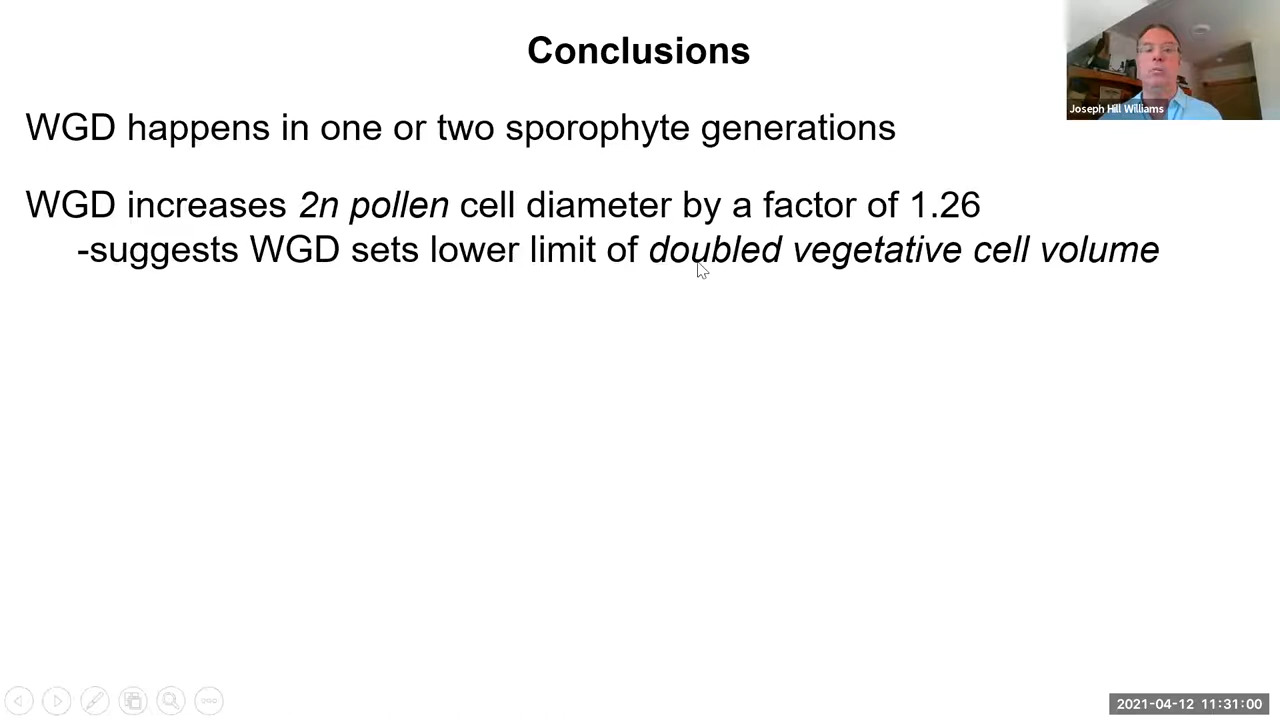 Conclusions
Joseph Hill Williams
WGD happens in one or two sporophyte generations
WGD increases 2n pollen cell diameter by a factor of 1.26
-suggests WGD sets lower limit of doubled vegetative cell volume
2021-04-12 11:31:00